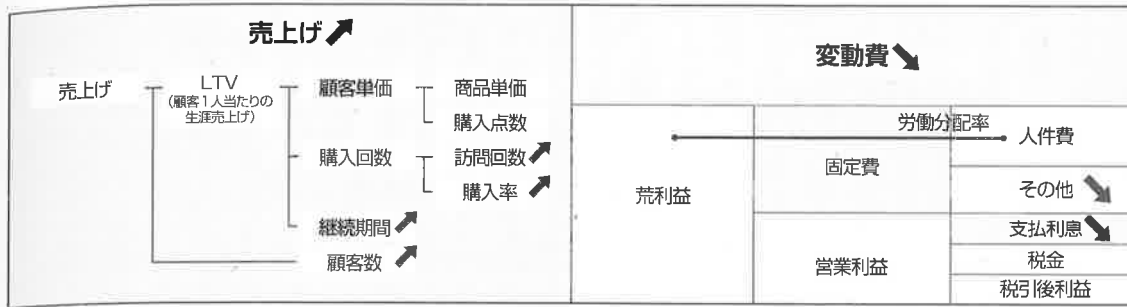 売上げ
売上げ
LTV
(顧客1人当たりの
生涯売上げ)
顧客単価
商品単価
購入点数
購入回数
訪問回数
購入率
継続期間
顧客数
変動費
労働分配率
人件費
固定費
その他
荒利益
支払利息
営業利益
税金
税引後利益